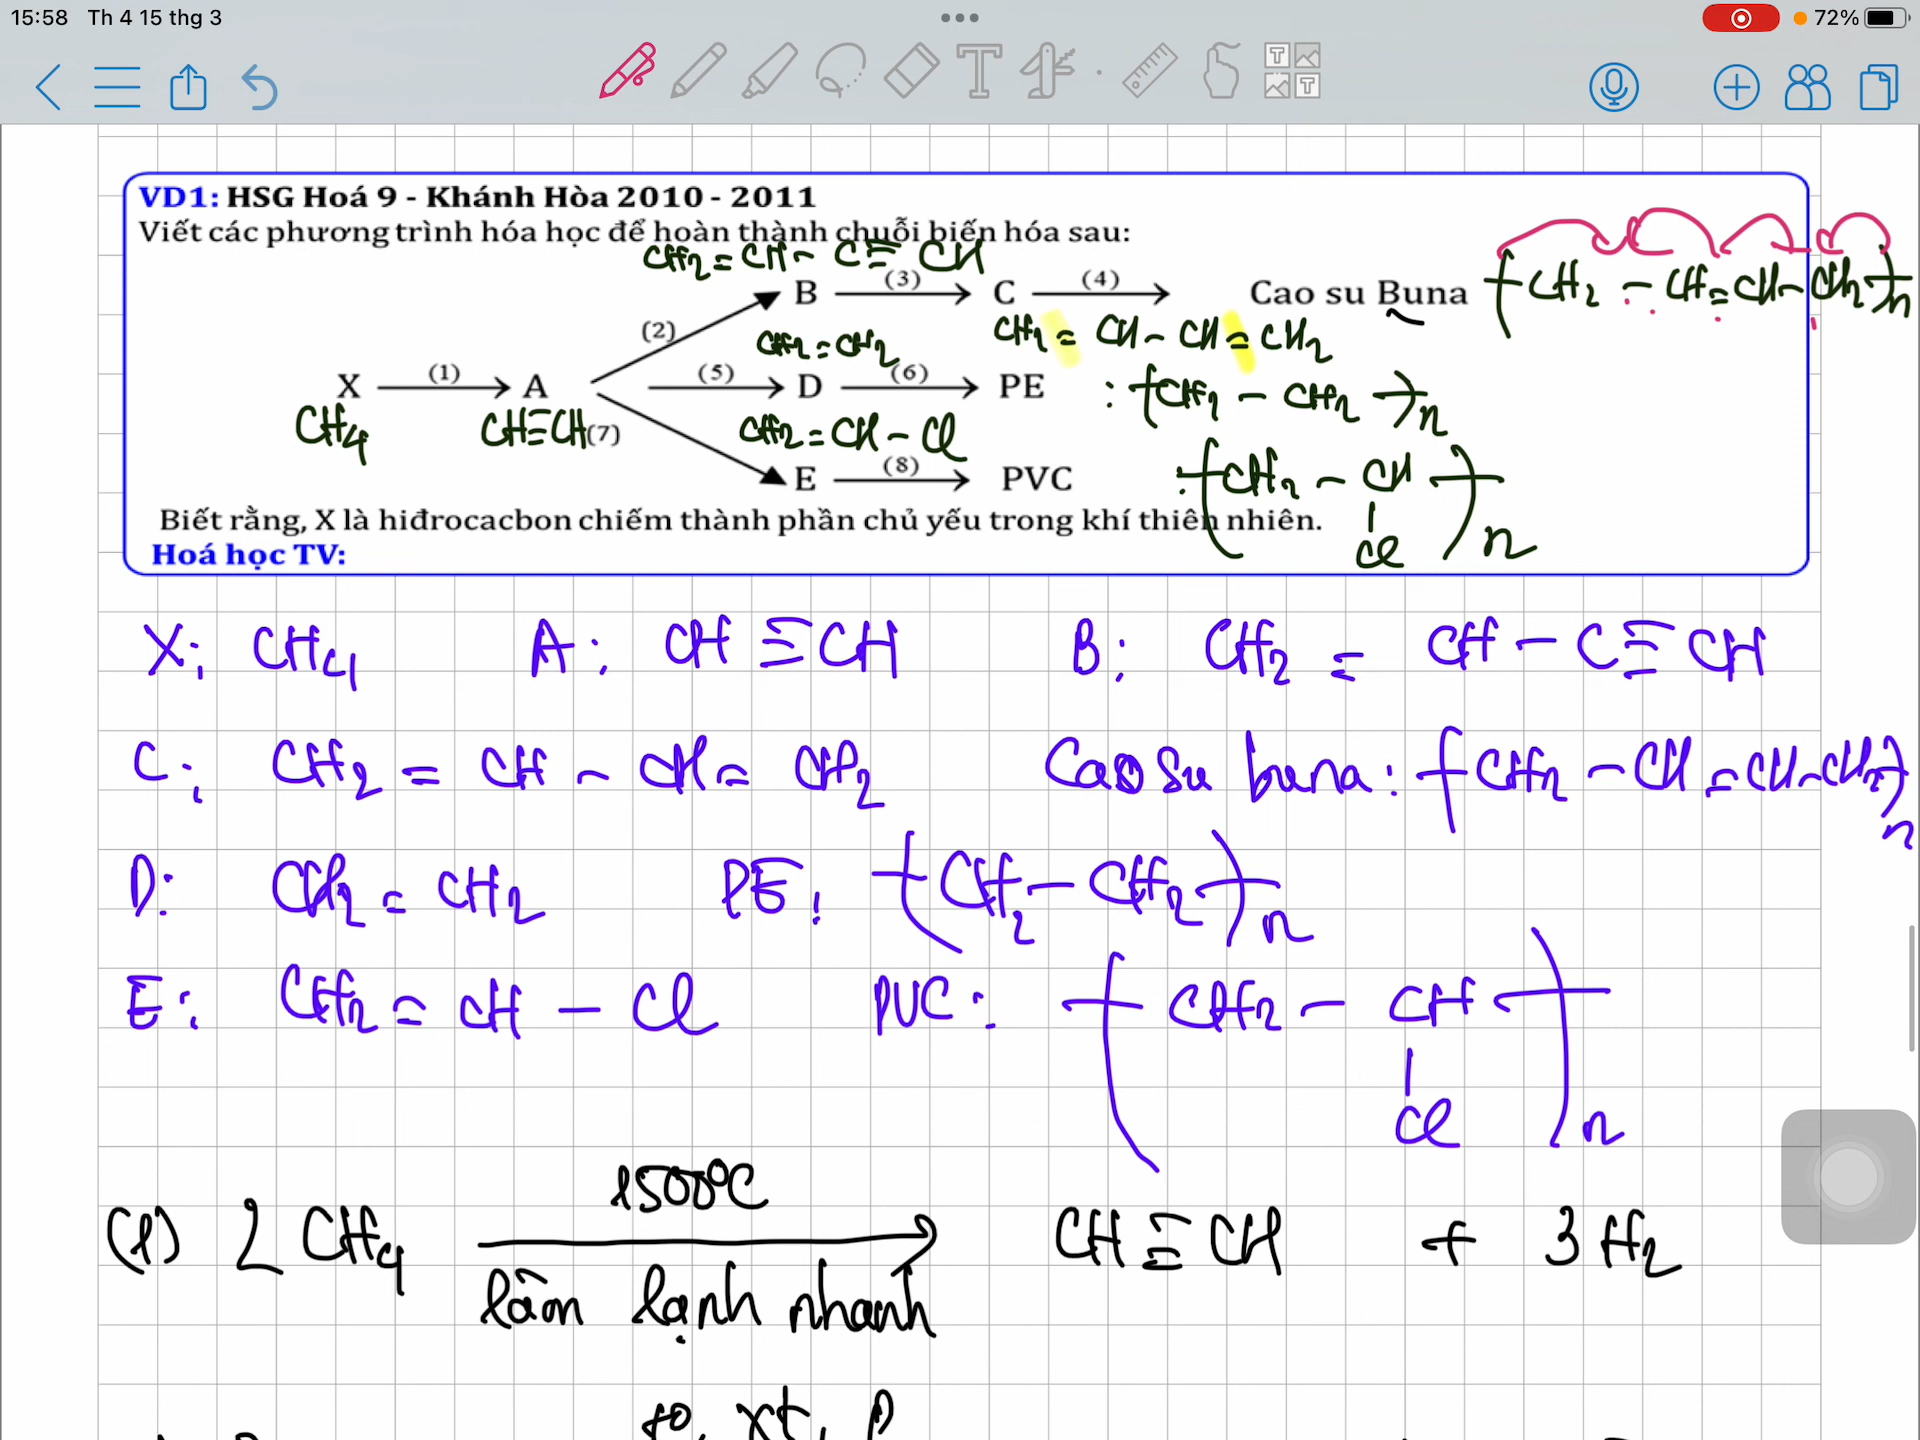 15:58 Th 4 15 thg 3 72%
VD1: HSG Hoá 9 - Khánh Hòa 2010 - 2011
Viết các phương trình hóa học để hoàn thành chuỗi biến hóa sau:
CH2 = CH - C ≡ CH
B (3) C (4) Cao su Buna (CH2 - CH = CH - CH2)n
(2) CH2 = CH2 CH2 = CH - CH = CH2
X (1) A (5) D (6) PE : (CH2 - CH2)n
CH4 CH≡CH (7) CH2 = CH - Cl
E (8) PVC : (CH2 - CH)n
Cl
Biết rằng, X là hiđrocacbon chiếm thành phần chủ yếu trong khí thiên nhiên.
Hoá học TV:
X: CH4 A: CH ≡ CH B: CH2 = CH - C ≡ CH
C: CH2 = CH - CH = CH2 Cao su buna: (CH2 - CH = CH - CH2)n
D: CH2 = CH2 PE: (CH2 - CH2)n
E: CH2 = CH - Cl PVC: (CH2 - CH)n
Cl
1500°C
(1) 2 CH4 CH ≡ CH + 3H2
làm lạnh nhanh
t°, xt, p